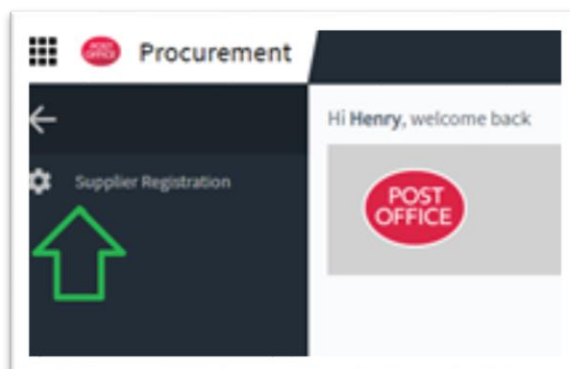 POST OFFICE Procurement
Hi Henry, welcome back
Supplier Registration
POST
OFFICE